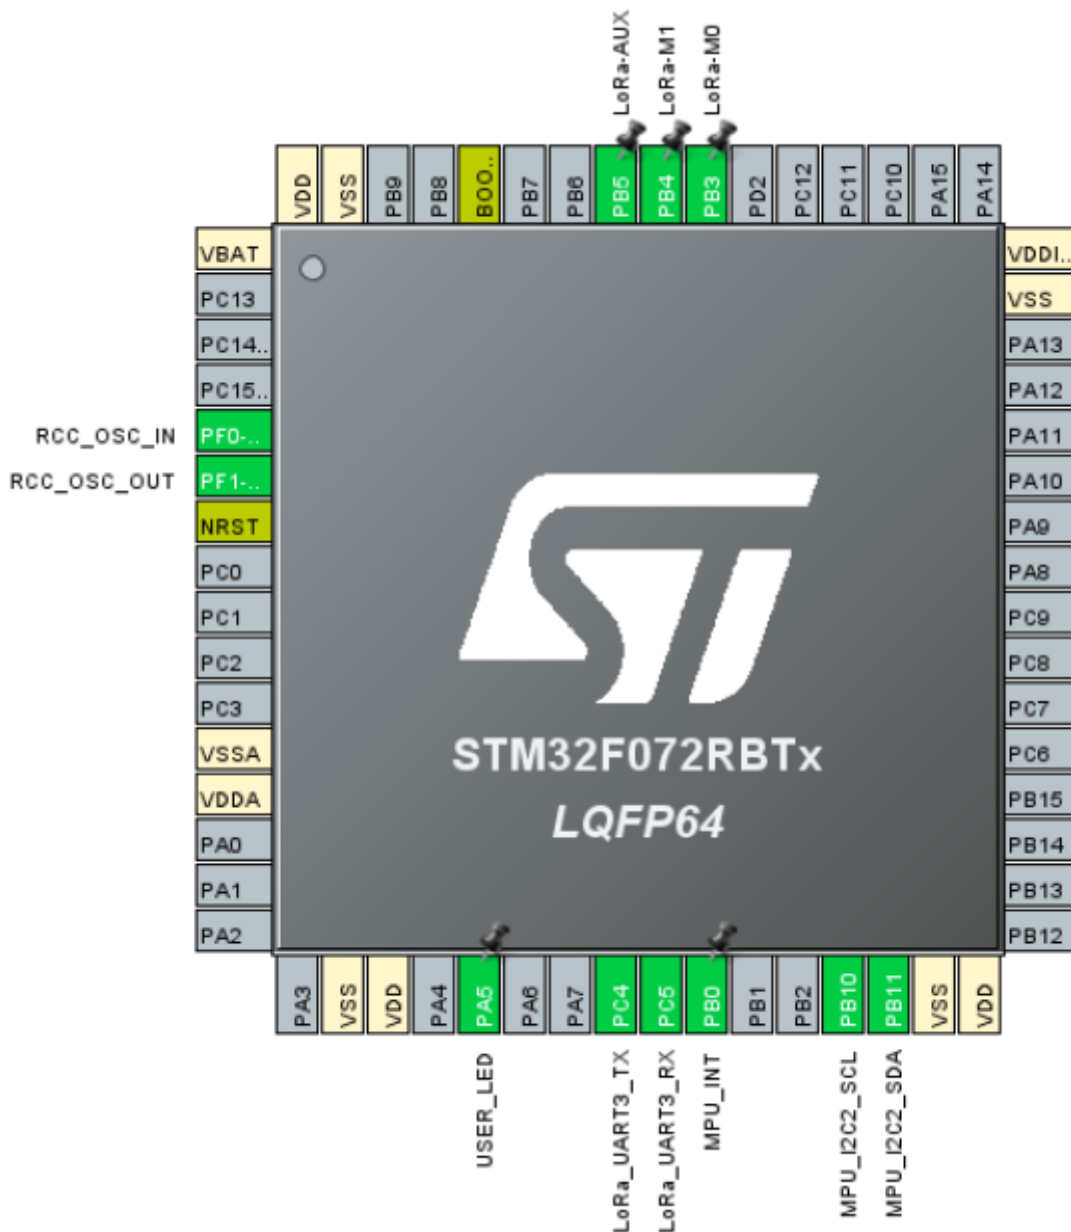 LoRa-AUX
LoRa-M1
LoRa-M0
VDD
VSS
PB9
PB8
BOO..
PB7
PB6
PB5
PB4
PB3
PD2
PC12
PC11
PC10
PA15
PA14
VBAT
PC13
PC14..
PC15..
RCC_OSC_IN PF0-..
RCC_OSC_OUT PF1-..
NRST
PC0
PC1
PC2
PC3
VSSA
VDDA
PA0
PA1
PA2
ST
STM32F072RBTx
LQFP64
VDDI..
VSS
PA13
PA12
PA11
PA10
PA9
PA8
PC9
PC8
PC7
PC6
PB15
PB14
PB13
PB12
PA3
VSS
VDD
PA4
PA5
PA6
PA7
PC4
PC5
PB0
PB1
PB2
PB10
PB11
VSS
VDD
USER_LED
LoRa_UART3_TX
LoRa_UART3_RX
MPU_INT
MPU_I2C2_SCL
MPU_I2C2_SDA